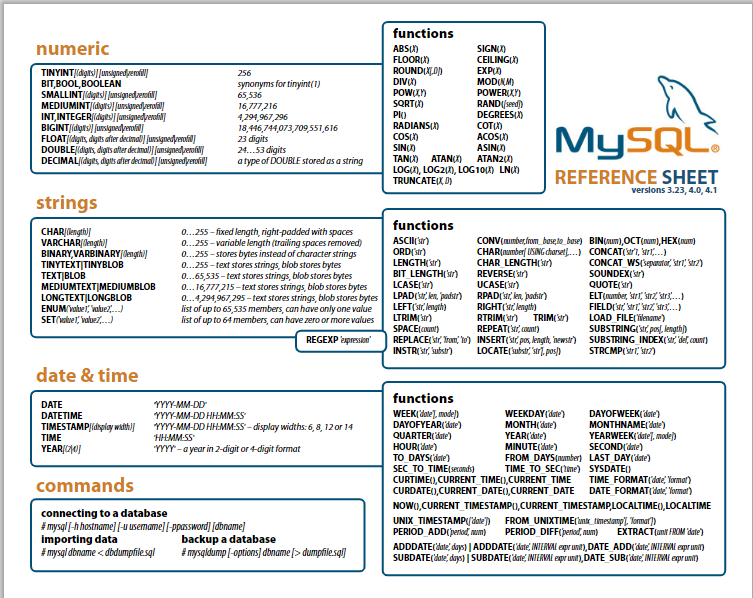 numeric
TINYINT[(digits)] [unsigned|zerofill] 256
BIT,BOOL,BOOLEAN synonyms for tinyint(1)
SMALLINT[(digits)] [unsigned|zerofill] 65,536
MEDIUMINT[(digits)] [unsigned|zerofill] 16,777,216
INT,INTEGER[(digits)] [unsigned|zerofill] 4,294,967,296
BIGINT[(digits)] [unsigned|zerofill] 18,446,744,073,709,551,616
FLOAT[(digits, digits after decimal)] [unsigned|zerofill] 23 digits
DOUBLE[(digits, digits after decimal)] [unsigned|zerofill] 24…53 digits
DECIMAL[(digits, digits after decimal)] [unsigned|zerofill] a type of DOUBLE stored as a string
functions
ABS(X) SIGN(X)
FLOOR(X) CEILING(X)
ROUND(X[,D]) EXP(X)
DIV(X) MOD(N,M)
POW(X,Y) POWER(X,Y)
SQRT(X) RAND([seed])
PI() DEGREES(X)
RADIANS(X) COT(X)
COS(X) ACOS(X)
SIN(X) ASIN(X)
TAN(X) ATAN(X) ATAN2(X)
LOG(X), LOG2(X), LOG10(X) LN(X)
TRUNCATE(X, D)
MySQL®
REFERENCE SHEET
versions 3.23, 4.0, 4.1
strings
CHAR[(length)] 0…255 – fixed length, right-padded with spaces
VARCHAR(length) 0…255 – variable length (trailing spaces removed)
BINARY,VARBINARY(length) 0…255 – stores bytes instead of character strings
TINYTEXT|TINYBLOB 0…255 – text stores strings, blob stores bytes
TEXT|BLOB 0…65,535 – text stores strings, blob stores bytes
MEDIUMTEXT|MEDIUMBLOB 0…16,777,215 – text stores strings, blob stores bytes
LONGTEXT|LONGBLOB 0…4,294,967,295 – text stores strings, blob stores bytes
ENUM('value1', 'value2',…) list of up to 65,535 members, can have only one value
SET('value1', 'value2',…) list of up to 64 members, can have zero or more values
REGEXP 'expression'
functions
ASCII('str') CONV(number,from_base,to_base) BIN(num),OCT(num),HEX(num)
ORD('str') CHAR(number[ USING charset],…) CONCAT('str1', 'str1',…)
LENGTH('str') CHAR_LENGTH('str') CONCAT_WS('separator', 'str1', 'str2')
BIT_LENGTH('str') REVERSE('str') SOUNDEX('str')
LCASE('str') UCASE('str') QUOTE('str')
LPAD('str', len, 'padstr') RPAD('str', len, 'padstr') ELT(number, 'str1', 'str2', 'str3',…)
LEFT('str', length) RIGHT('str', length) FIELD('str', 'str1', 'str2', 'str3',…)
LTRIM('str') RTRIM('str') TRIM('str') LOAD_FILE('filename')
SPACE(count) REPEAT('str', count) SUBSTRING('str', pos[, length])
REPLACE('str', 'from', 'to') INSERT('str', pos, length, 'newstr') SUBSTRING_INDEX('str', 'del', count)
INSTR('str', 'substr') LOCATE('substr', 'str'[, pos]) STRCMP('str1', 'str2')
date & time
DATE 'YYYY-MM-DD'
DATETIME 'YYYY-MM-DD HH:MM:SS'
TIMESTAMP[(display width)] 'YYYY-MM-DD HH:MM:SS' – display widths: 6, 8, 12 or 14
TIME 'HH:MM:SS'
YEAR[(2|4)] 'YYYY' – a year in 2-digit or 4-digit format
functions
WEEK('date'[, mode]) WEEKDAY('date') DAYOFWEEK('date')
DAYOFYEAR('date') MONTH('date') MONTHNAME('date')
QUARTER('date') YEAR('date') YEARWEEK('date'[, mode])
HOUR('date') MINUTE('date') SECOND('date')
TO_DAYS('date') FROM_DAYS(number) LAST_DAY('date')
SEC_TO_TIME(seconds) TIME_TO_SEC('time') SYSDATE()
CURTIME(),CURRENT_TIME(),CURRENT_TIME TIME_FORMAT('date', 'format')
CURDATE(),CURRENT_DATE(),CURRENT_DATE DATE_FORMAT('date', 'format')
NOW(),CURRENT_TIMESTAMP(),CURRENT_TIMESTAMP,LOCALTIME(),LOCALTIME
UNIX_TIMESTAMP(['date']) FROM_UNIXTIME('unix_timestamp'[, 'format'])
PERIOD_ADD('period', num) PERIOD_DIFF('period', num) EXTRACT(unit FROM 'date')
ADDDATE('date', days) | ADDDATE('date', INTERVAL expr unit),DATE_ADD('date', INTERVAL expr unit)
SUBDATE('date', days) | SUBDATE('date', INTERVAL expr unit),DATE_SUB('date', INTERVAL expr unit)
commands
connecting to a database
# mysql [-h hostname] [-u username] [-ppassword] [dbname]
importing data backup a database
# mysql dbname < dbdumpfile.sql # mysqldump [-options] dbname [> dumpfile.sql]